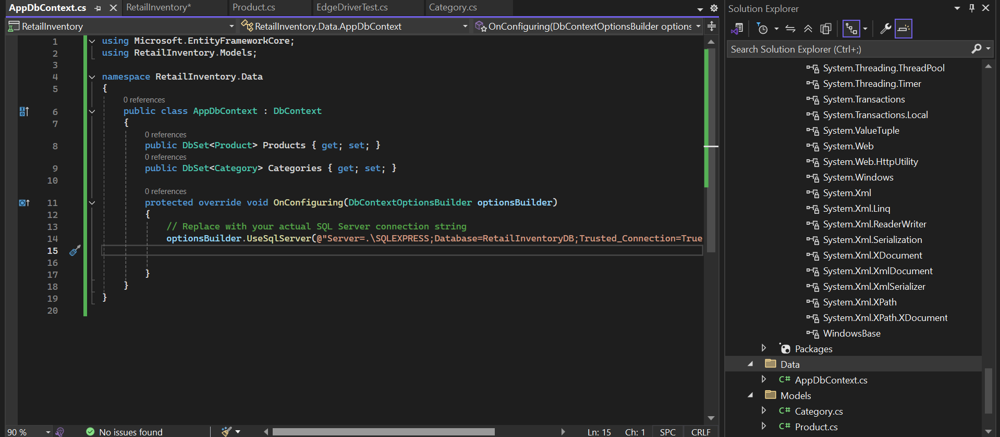 AppDbContext.cs
RetailInventory*
Product.cs
EdgeDriverTest.cs
Category.cs
RetailInventory
RetailInventory.Data.AppDbContext
OnConfiguring(DbContextOptionsBuilder options
1 using Microsoft.EntityFrameworkCore;
2 using RetailInventory.Models;
3
4 namespace RetailInventory.Data
5 {
0 references
6 public class AppDbContext : DbContext
7 {
0 references
8 public DbSet<Product> Products { get; set; }
0 references
9 public DbSet<Category> Categories { get; set; }
10
0 references
11 protected override void OnConfiguring(DbContextOptionsBuilder optionsBuilder)
12 {
13 // Replace with your actual SQL Server connection string
14 optionsBuilder.UseSqlServer(@"Server=.\SQLEXPRESS;Database=RetailInventoryDB;Trusted_Connection=True
15
16
17 }
18 }
19 }
20
90 %
No issues found
Ln: 15
Ch: 1
SPC
CRLF
Solution Explorer
Search Solution Explorer (Ctrl+;)
System.Threading.ThreadPool
System.Threading.Timer
System.Transactions
System.Transactions.Local
System.ValueTuple
System.Web
System.Web.HttpUtility
System.Windows
System.Xml
System.Xml.Linq
System.Xml.ReaderWriter
System.Xml.Serialization
System.Xml.XDocument
System.Xml.XmlDocument
System.Xml.XmlSerializer
System.Xml.XPath
System.Xml.XPath.XDocument
WindowsBase
Packages
Data
C# AppDbContext.cs
Models
C# Category.cs
C# Product.cs